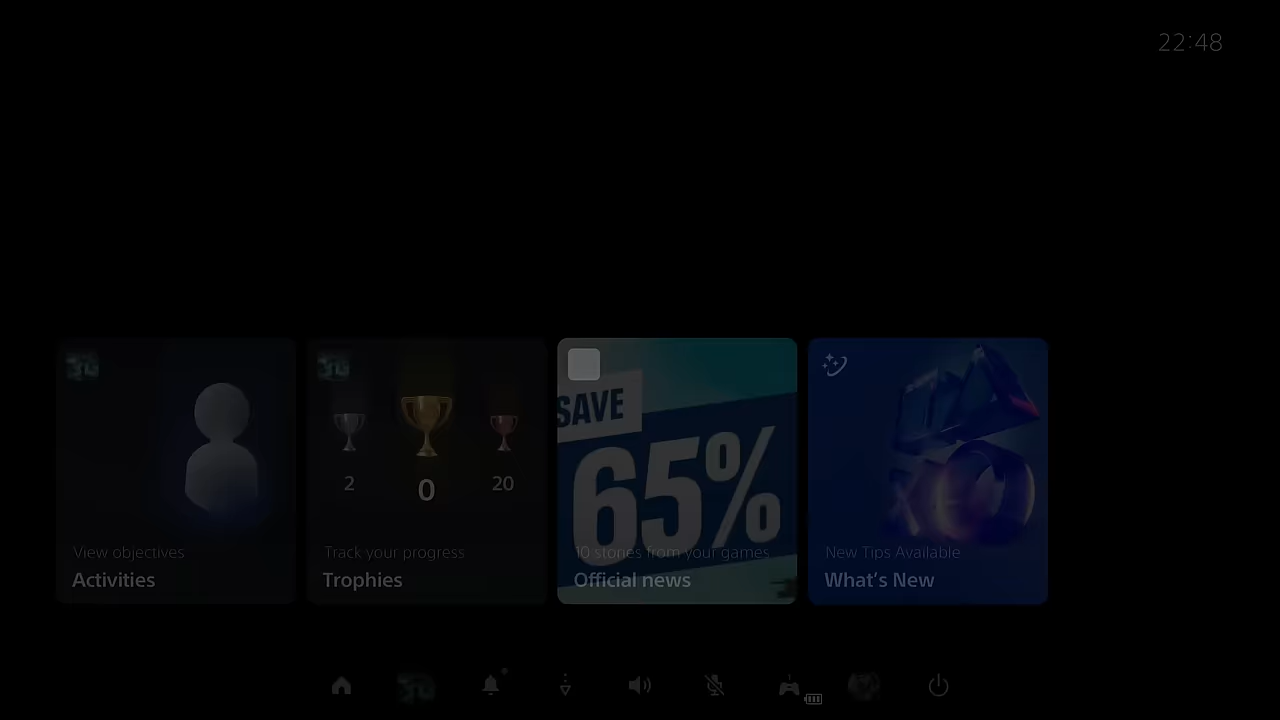 22:48
SAVE
65%
2
0
20
View objectives
Activities
Track your progress
Trophies
10 stories from your games
Official news
New Tips Available
What's New